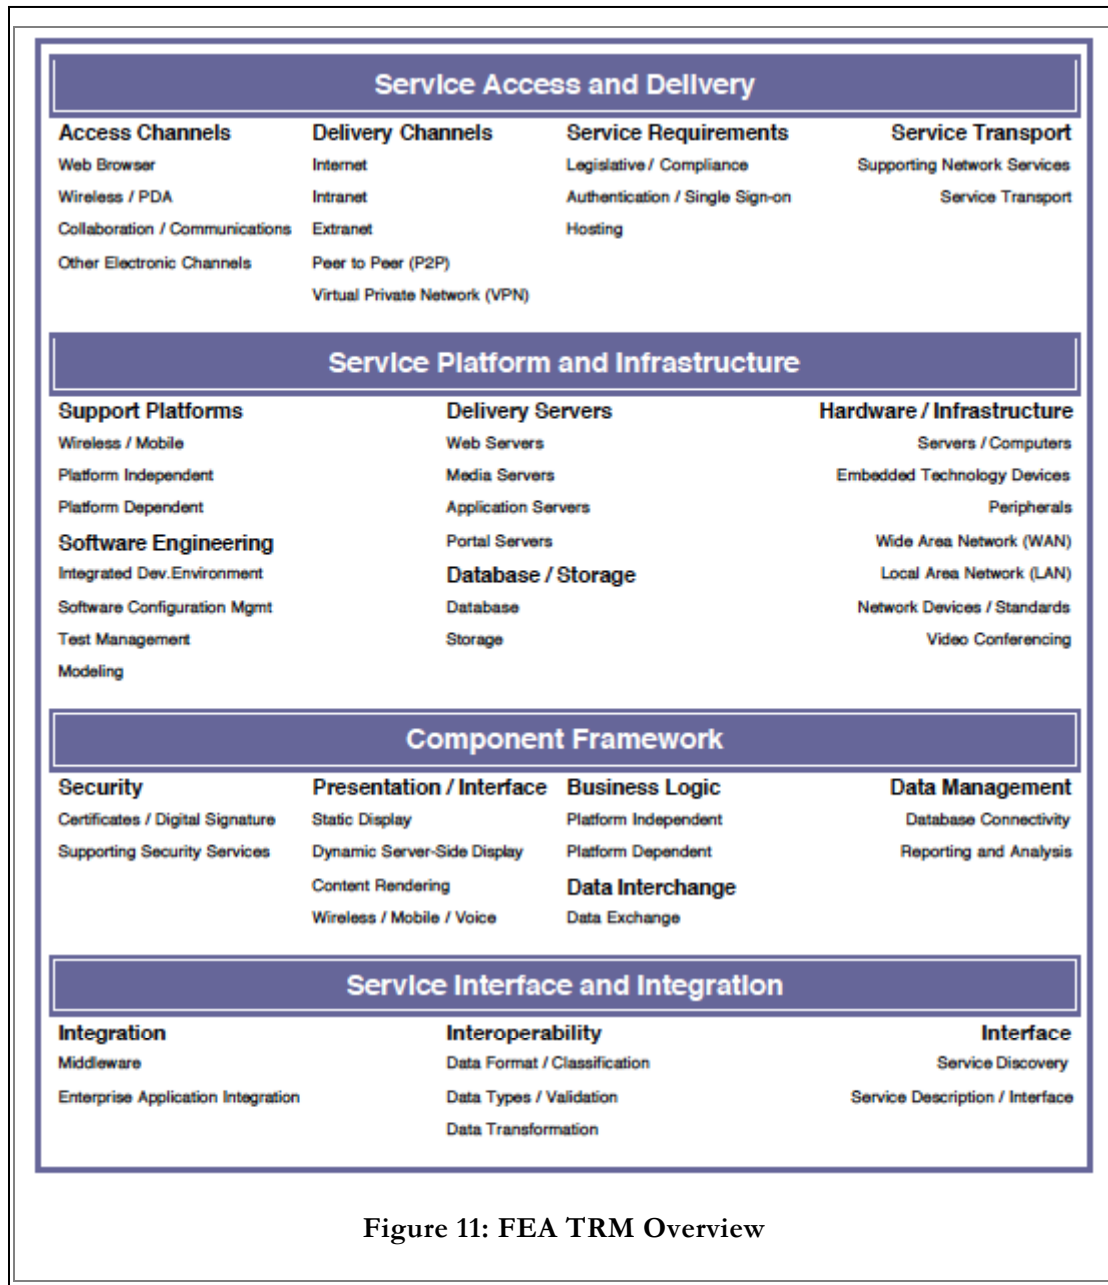 Service Access and Delivery
Access Channels
Web Browser
Wireless / PDA
Collaboration / Communications
Other Electronic Channels
Delivery Channels
Internet
Intranet
Extranet
Peer to Peer (P2P)
Virtual Private Network (VPN)
Service Requirements
Legislative / Compliance
Authentication / Single Sign-on
Hosting
Service Transport
Supporting Network Services
Service Transport
Service Platform and Infrastructure
Support Platforms
Wireless / Mobile
Platform Independent
Platform Dependent
Software Engineering
Integrated Dev.Environment
Software Configuration Mgmt
Test Management
Modeling
Delivery Servers
Web Servers
Media Servers
Application Servers
Portal Servers
Database / Storage
Database
Storage
Hardware / Infrastructure
Servers / Computers
Embedded Technology Devices
Peripherals
Wide Area Network (WAN)
Local Area Network (LAN)
Network Devices / Standards
Video Conferencing
Component Framework
Security
Certificates / Digital Signature
Supporting Security Services
Presentation / Interface
Static Display
Dynamic Server-Side Display
Content Rendering
Wireless / Mobile / Voice
Business Logic
Platform Independent
Platform Dependent
Data Interchange
Data Exchange
Data Management
Database Connectivity
Reporting and Analysis
Service Interface and Integration
Integration
Middleware
Enterprise Application Integration
Interoperability
Data Format / Classification
Data Types / Validation
Data Transformation
Interface
Service Discovery
Service Description / Interface
Figure 11: FEA TRM Overview